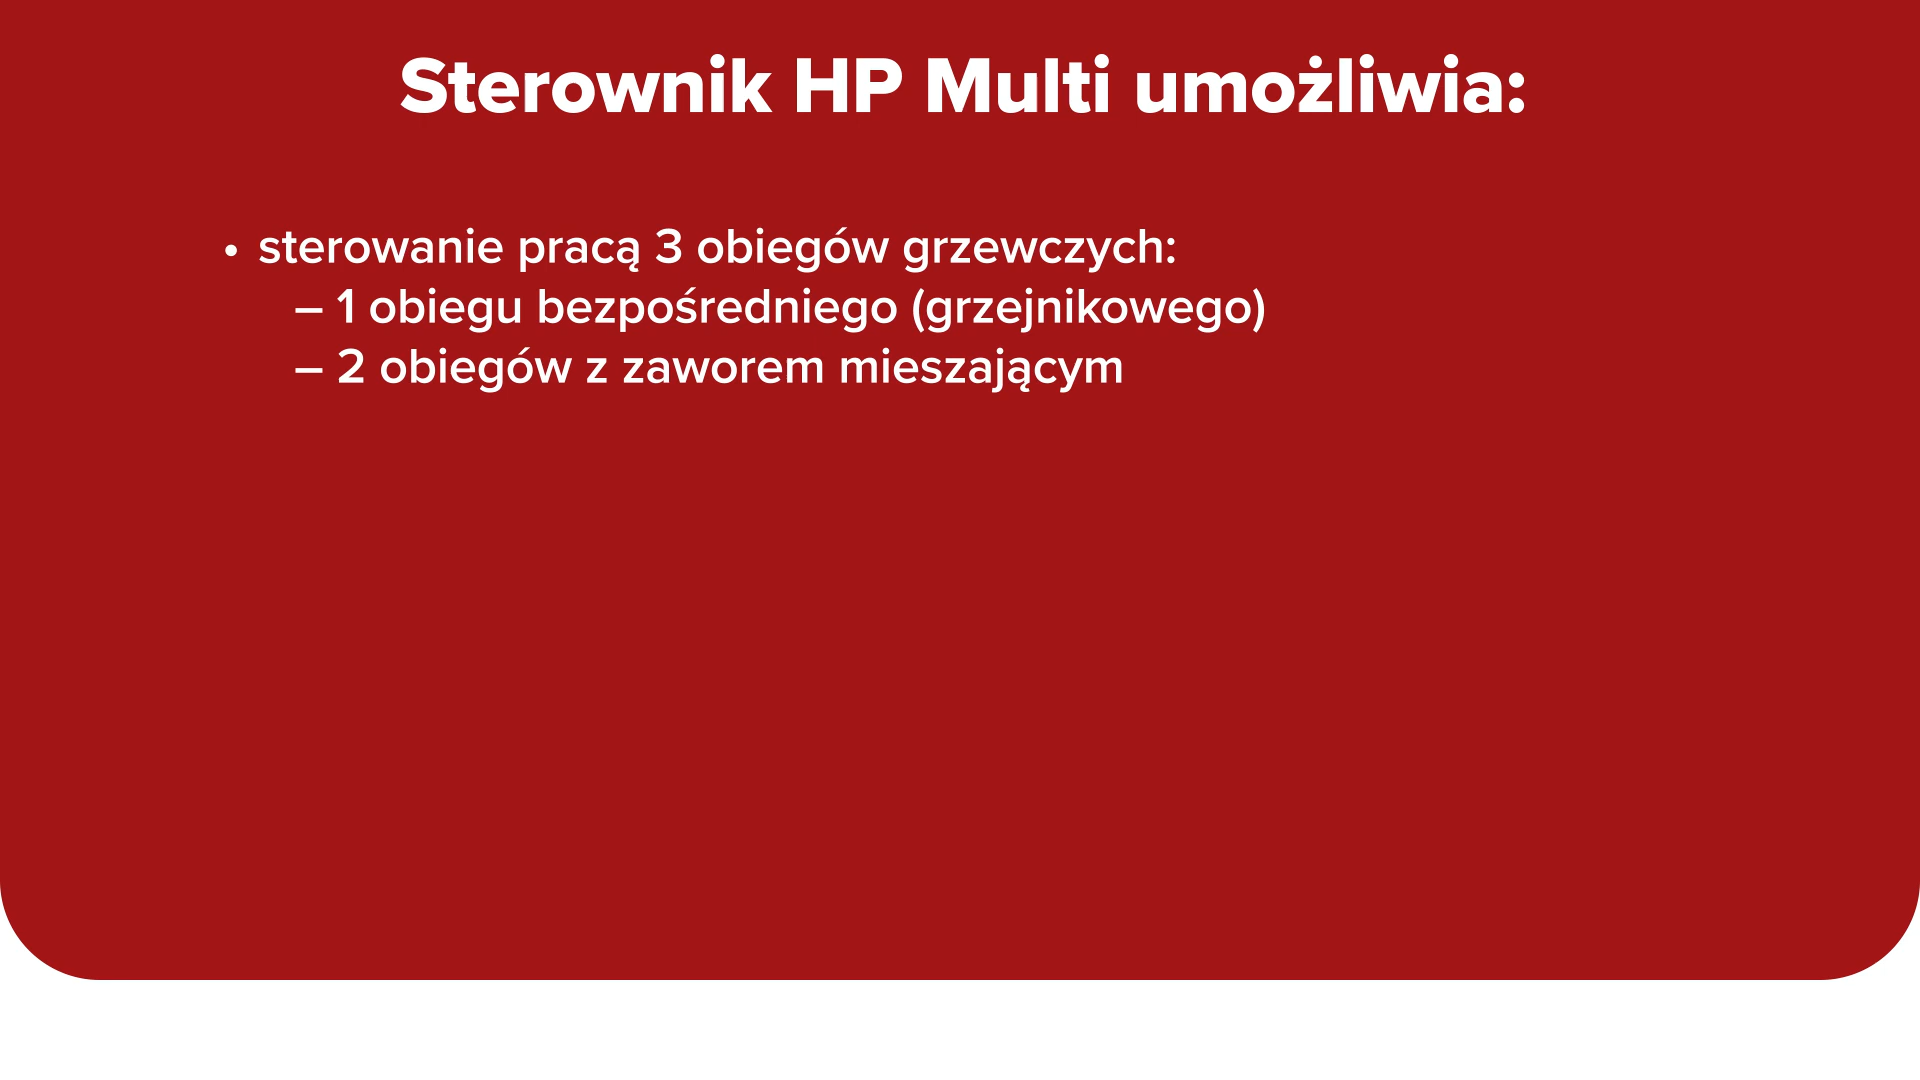 Sterownik HP Multi umożliwia:
• sterowanie pracą 3 obiegów grzewczych:
– 1 obiegu bezpośredniego (grzejnikowego)
– 2 obiegów z zaworem mieszającym